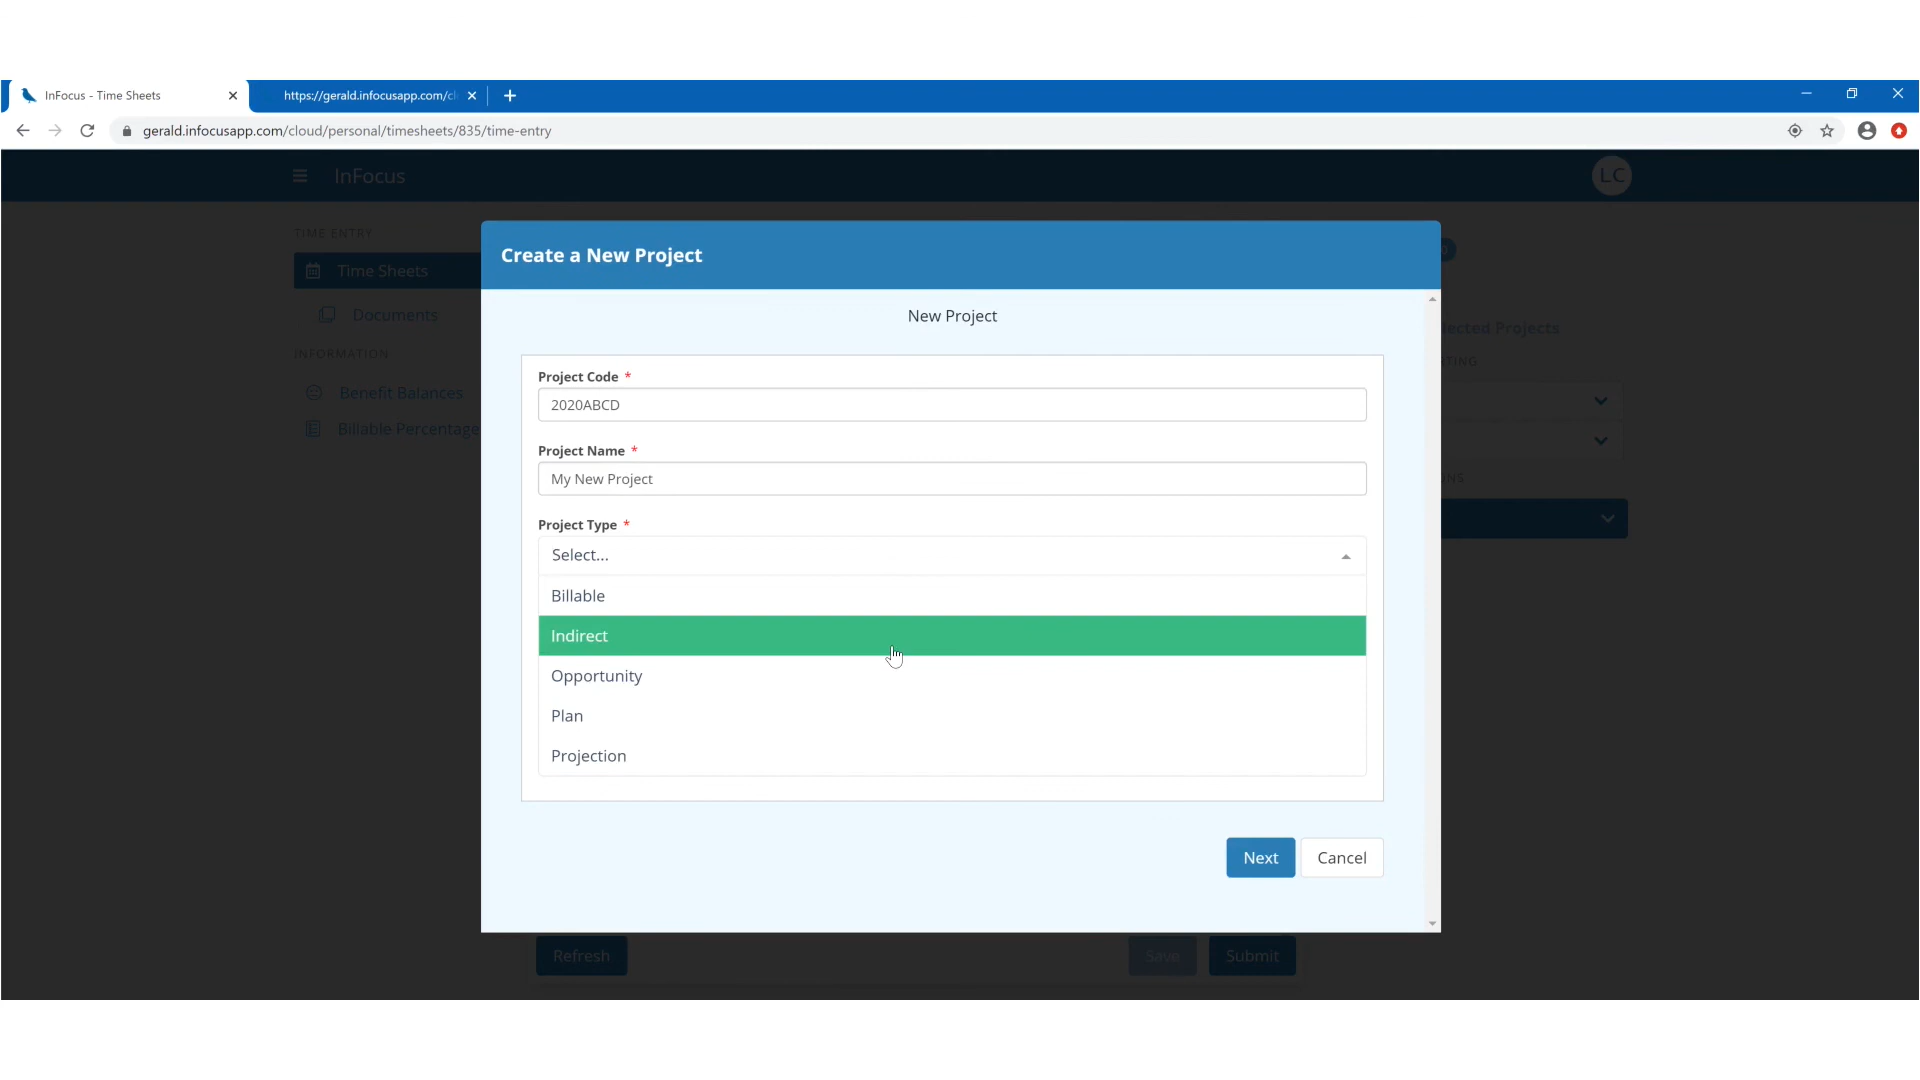 InFocus - Time Sheets
https://gerald.infocusapp.com/cl
gerald.infocusapp.com/cloud/personal/timesheets/835/time-entry
InFocus
LC
TIME ENTRY
Time Sheets
Documents
INFORMATION
Benefit Balances
Billable Percentage
Create a New Project
New Project
Project Code *
2020ABCD
Project Name *
My New Project
Project Type *
Select...
Billable
Indirect
Opportunity
Plan
Projection
Next Cancel
lected Projects
Refresh
Save Submit